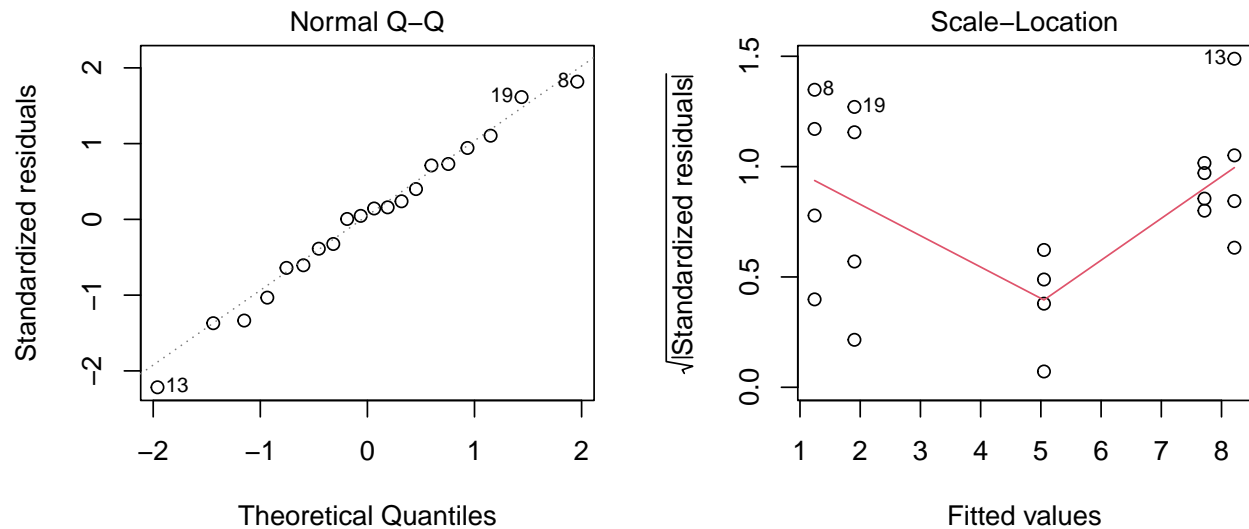 Normal Q−Q
Standardized residuals
2
1
0
−1
−2
19
8
13
−2 −1 0 1 2
Theoretical Quantiles
Scale−Location
√|Standardized residuals|
1.5
1.0
0.5
0.0
13
8
19
1 2 3 4 5 6 7 8
Fitted values